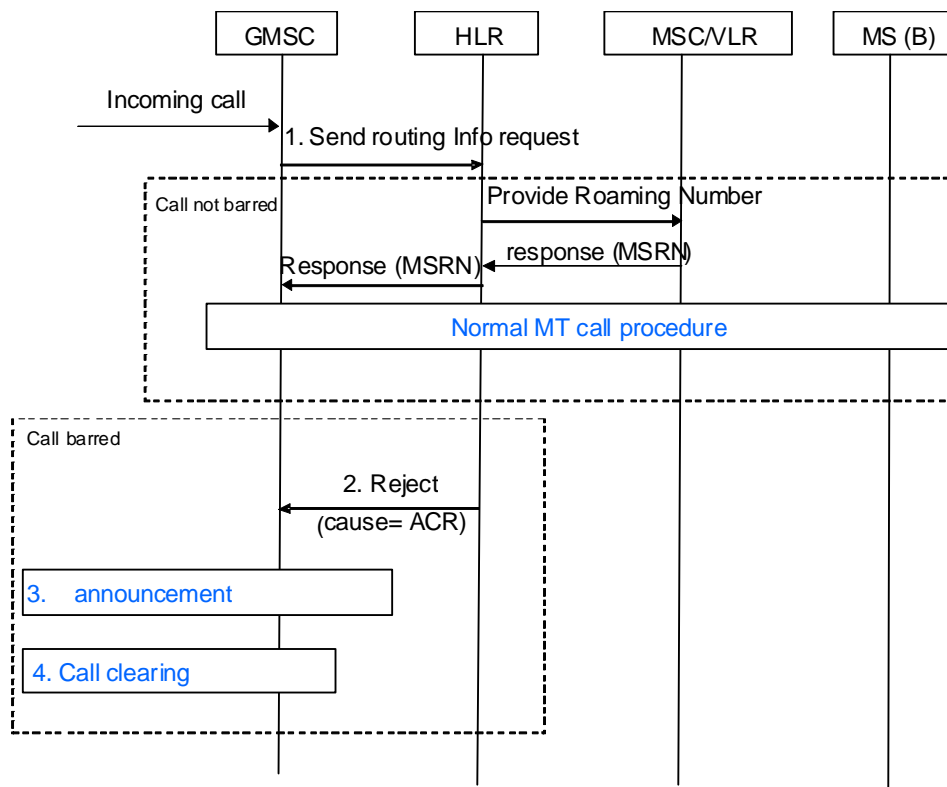 GMSC
HLR
MSC/VLR
MS (B)
Incoming call
1. Send routing Info request
Call not barred
Provide Roaming Number
response (MSRN)
Response (MSRN)
Normal MT call procedure
Call barred
2. Reject
(cause= ACR)
3. announcement
4. Call clearing